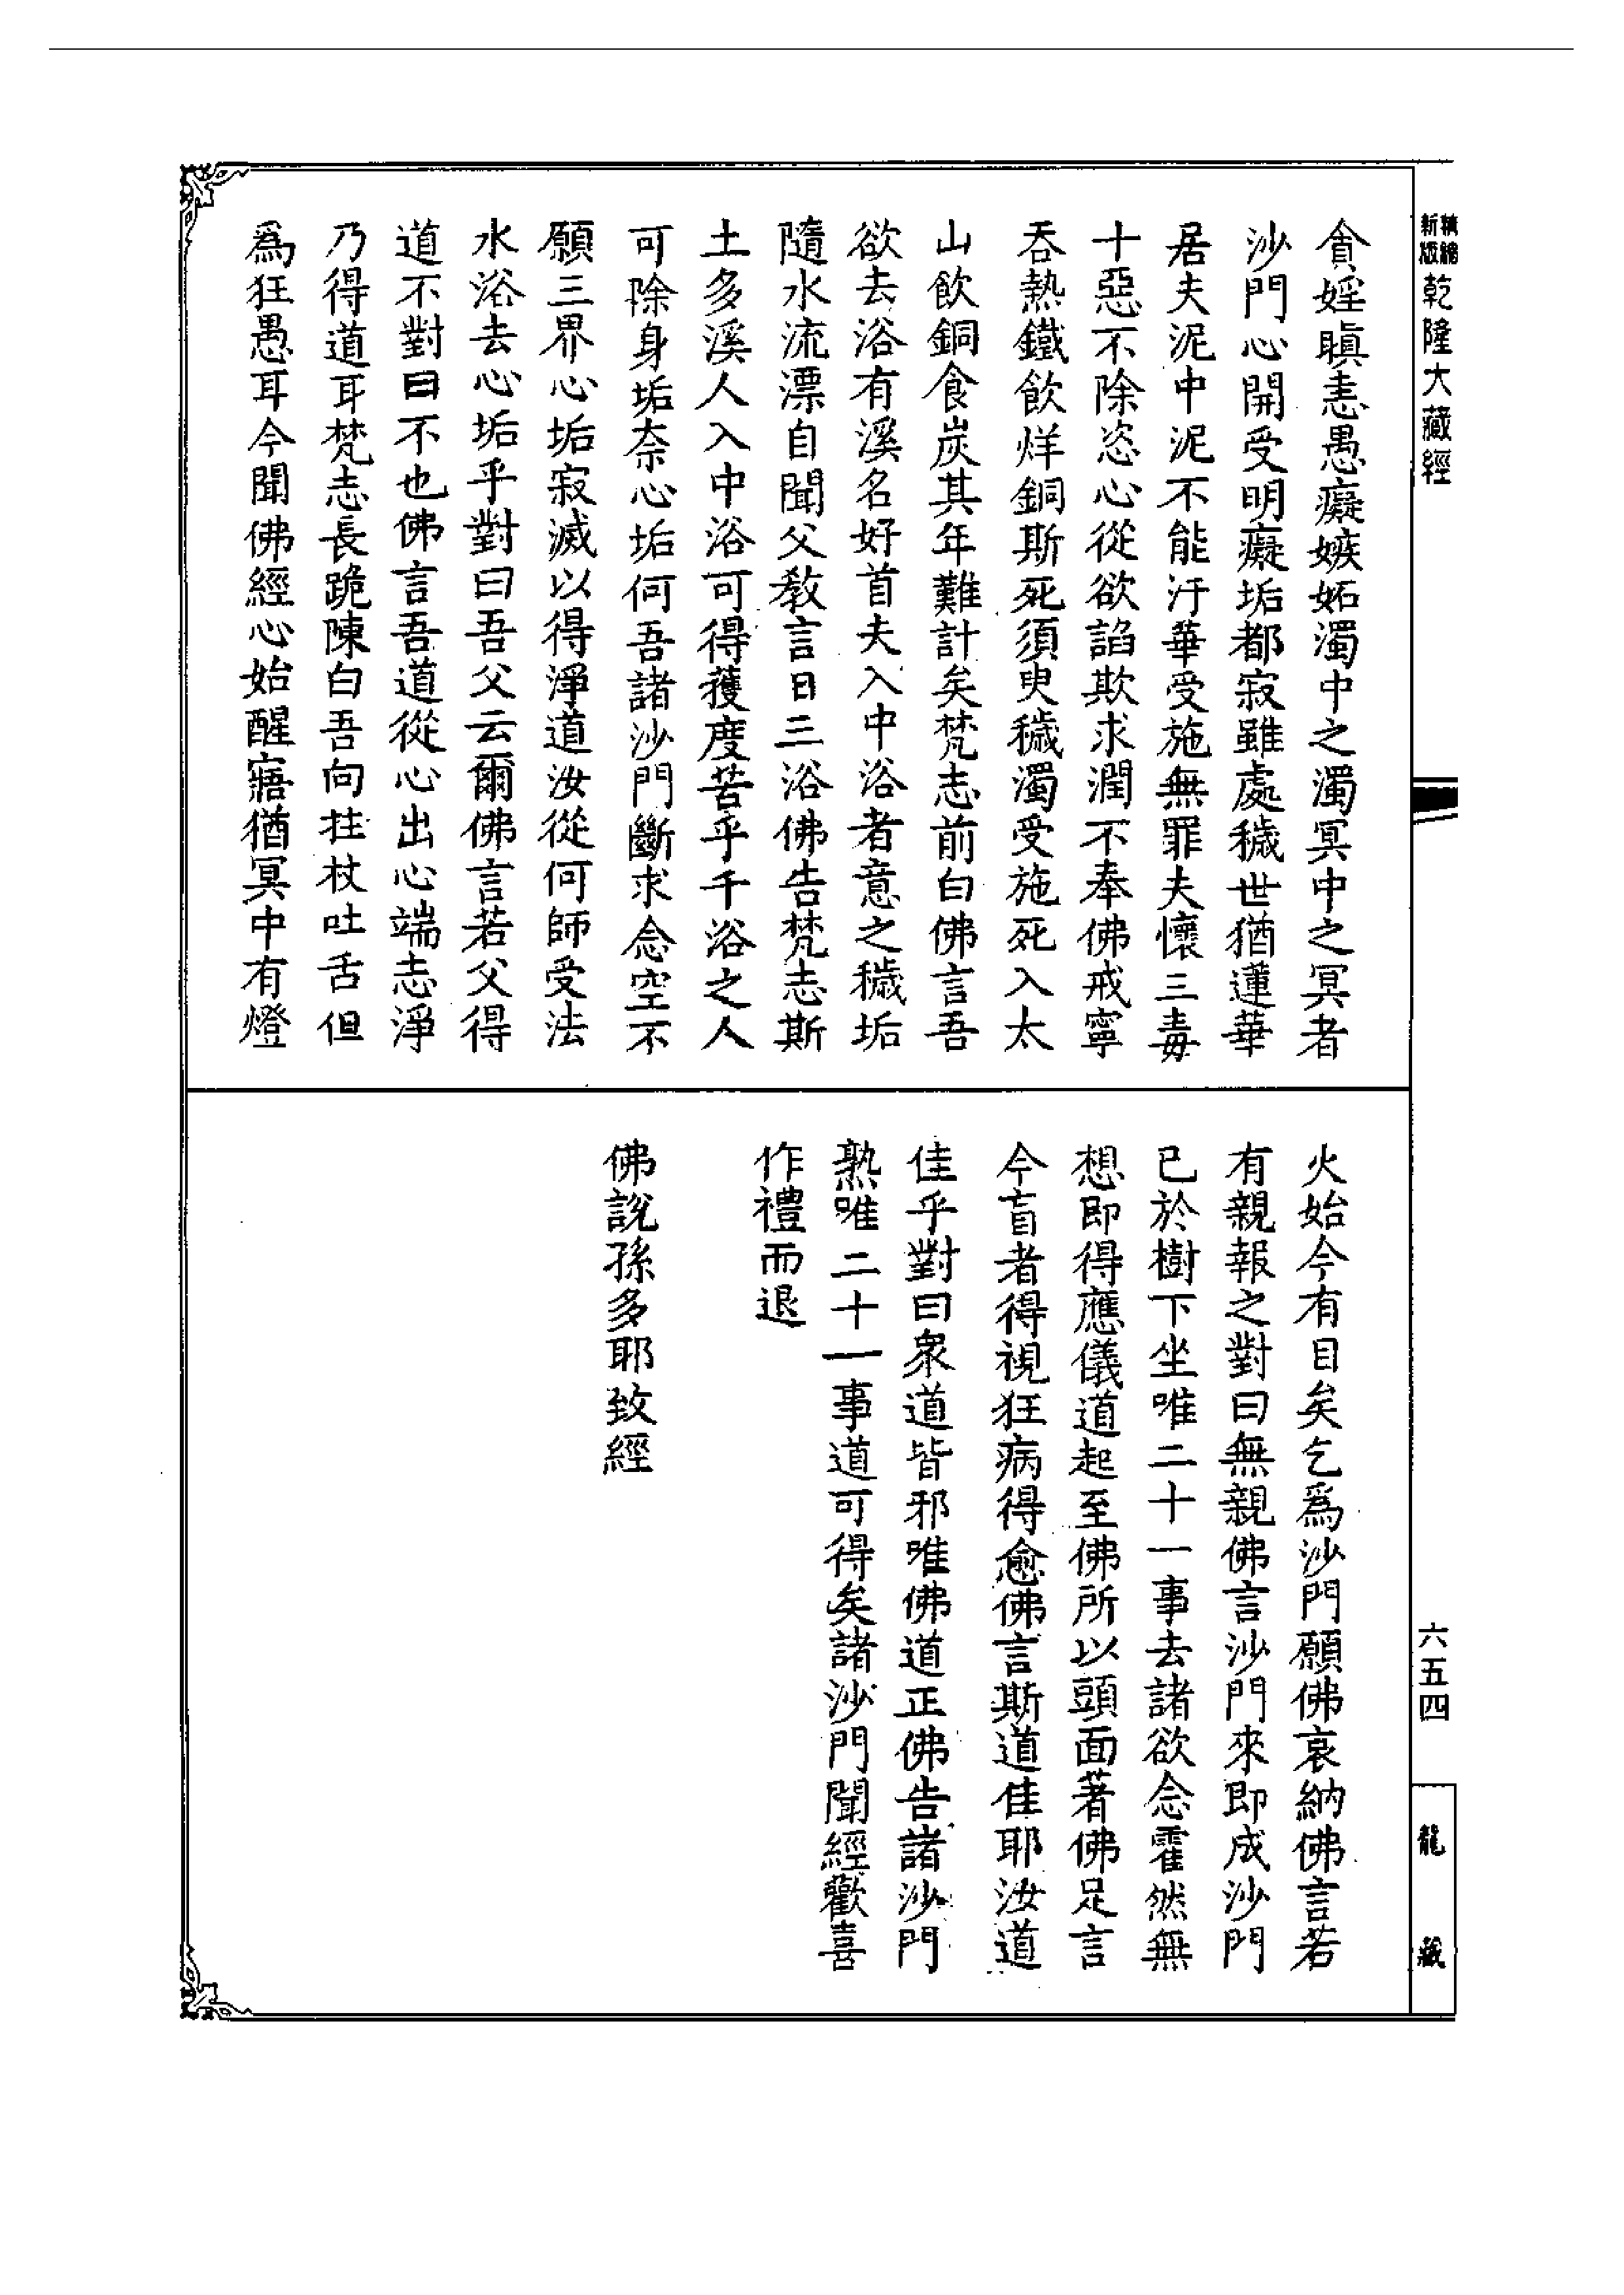 精縮新版乾隆大藏經
貪婬瞋恚愚癡嫉妬濁中之濁冥中之冥者
沙門心開受明癡垢都寂雖處穢世猶蓮華
居夫泥中泥不能汙華受施無罪夫懷三毒
十惡不除恣心從欲諂欺求潤不奉佛戒寧
吞熱鐵飲烊銅斯死須臾穢濁受施死入太
山飲銅食炭其年難計矣梵志前白佛言吾
欲去浴有溪名好首夫入中浴者意之穢垢
隨水流漂自聞父教言日三浴佛告梵志斯
土多溪人入中浴可得獲度苦乎千浴之人
可除身垢奈心垢何吾諸沙門斷求念空不
願三界心垢寂滅以得淨道汝從何師受法
水浴去心垢乎對曰吾父云爾佛言若父得
道不對曰不也佛言吾道從心出心端志淨
乃得道耳梵志長跪陳白吾向拄杖吐舌但
為狂愚耳今聞佛經心始醒寤猶冥中有燈
火始今有目矣乞為沙門願佛哀納佛言若
有親報之對曰無親佛言沙門來即成沙門
已於樹下坐唯二十一事去諸欲念霍然無
想即得應儀道起至佛所以頭面著佛足言
今盲者得視狂病得愈佛言斯道佳耶汝道
佳乎對曰衆道皆邪唯佛道正佛告諸沙門
熟唯二十一事道可得矣諸沙門聞經歡喜
作禮而退
佛說孫多耶致經
六五四
龍藏